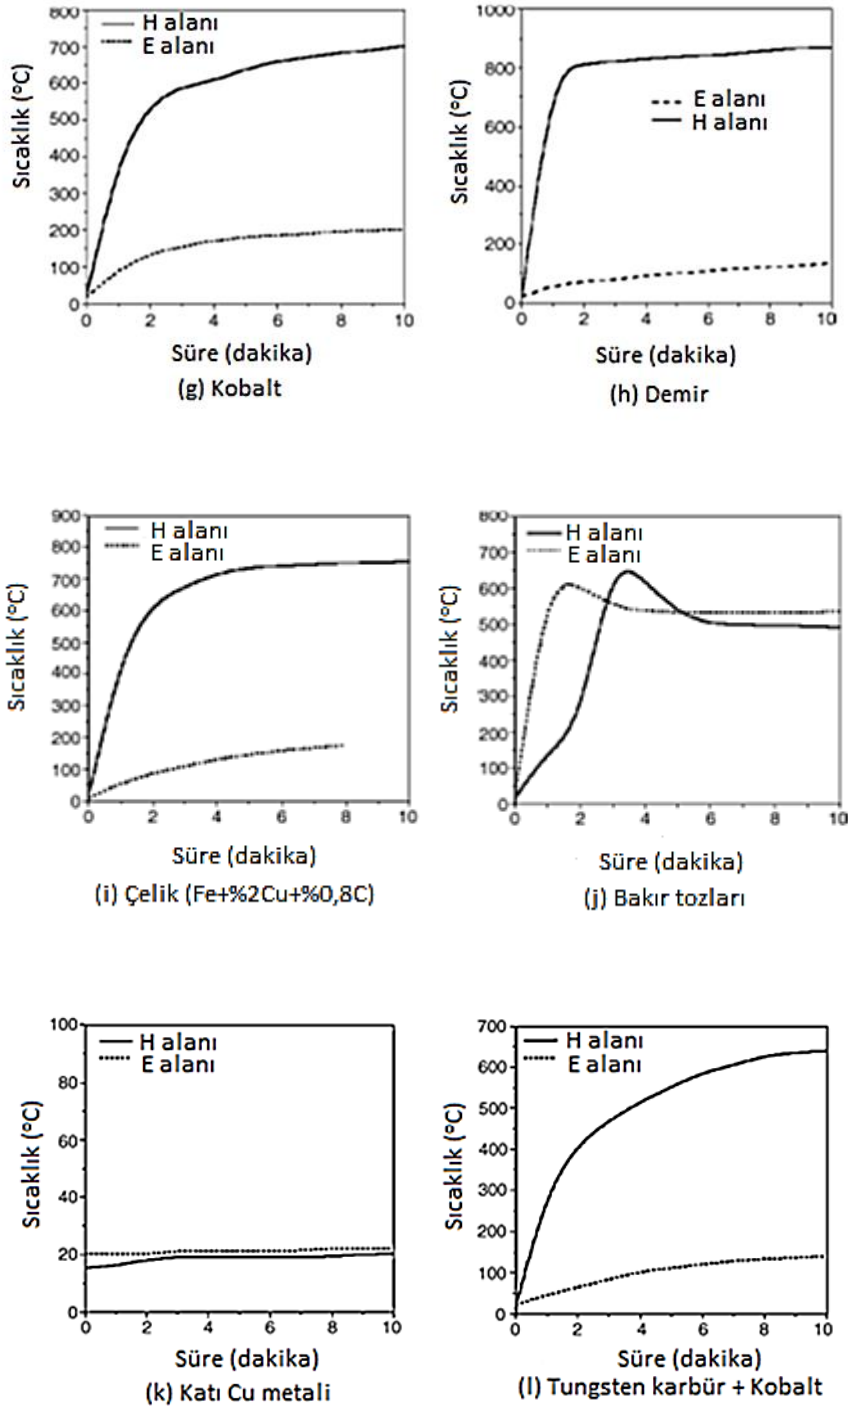 800
700
600
500
400
300
200
100
0
0 2 4 6 8 10
H alanı
E alanı
Sıcaklık (°C)
Süre (dakika)
(g) Kobalt
1000
800
600
400
200
0
0 2 4 6 8 10
E alanı
H alanı
Sıcaklık (°C)
Süre (dakika)
(h) Demir
900
800
700
600
500
400
300
200
100
0
0 2 4 6 8 10
H alanı
E alanı
Sıcaklık (°C)
Süre (dakika)
(i) Çelik (Fe+%2Cu+%0,8C)
800
700
600
500
400
300
200
100
0
0 2 4 6 8 10
H alanı
E alanı
Sıcaklık (°C)
Süre (dakika)
(j) Bakır tozları
100
80
60
40
20
0
0 2 4 6 8 10
H alanı
E alanı
Sıcaklık (°C)
Süre (dakika)
(k) Katı Cu metali
700
600
500
400
300
200
100
0
0 2 4 6 8 10
H alanı
E alanı
Sıcaklık (°C)
Süre (dakika)
(l) Tungsten karbür + Kobalt